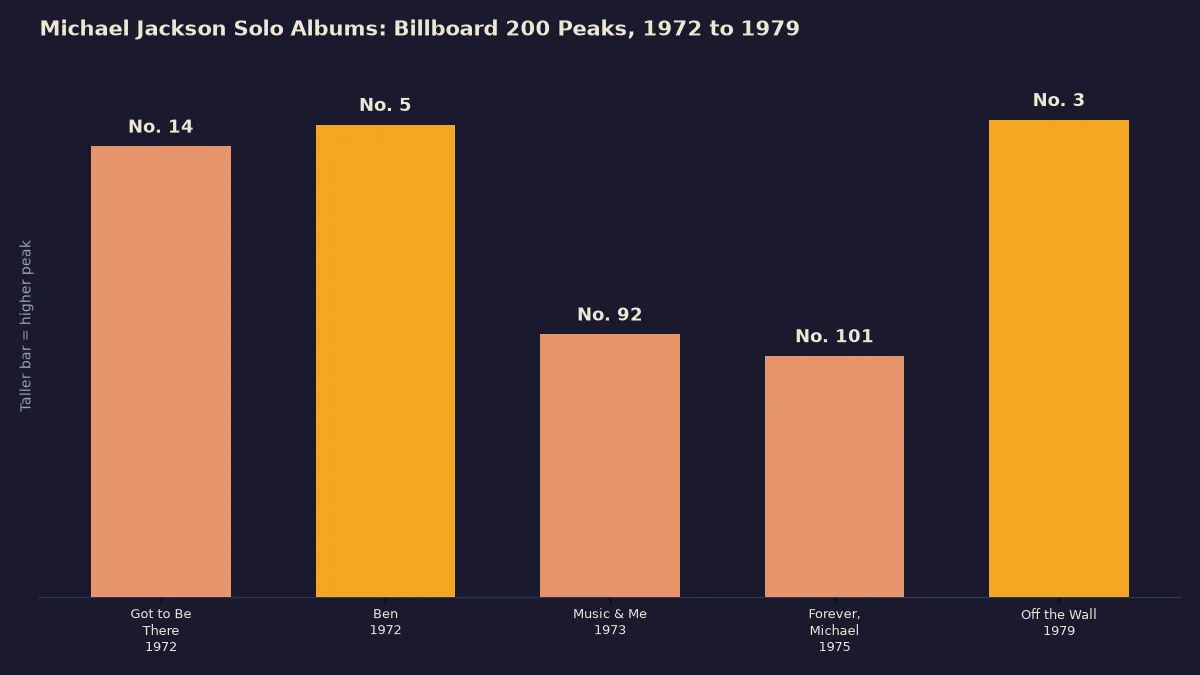 Michael Jackson Solo Albums: Billboard 200 Peaks, 1972 to 1979
Taller bar = higher peak
No. 14
No. 5
No. 92
No. 101
No. 3
Got to Be
There
1972
Ben
1972
Music & Me
1973
Forever,
Michael
1975
Off the Wall
1979